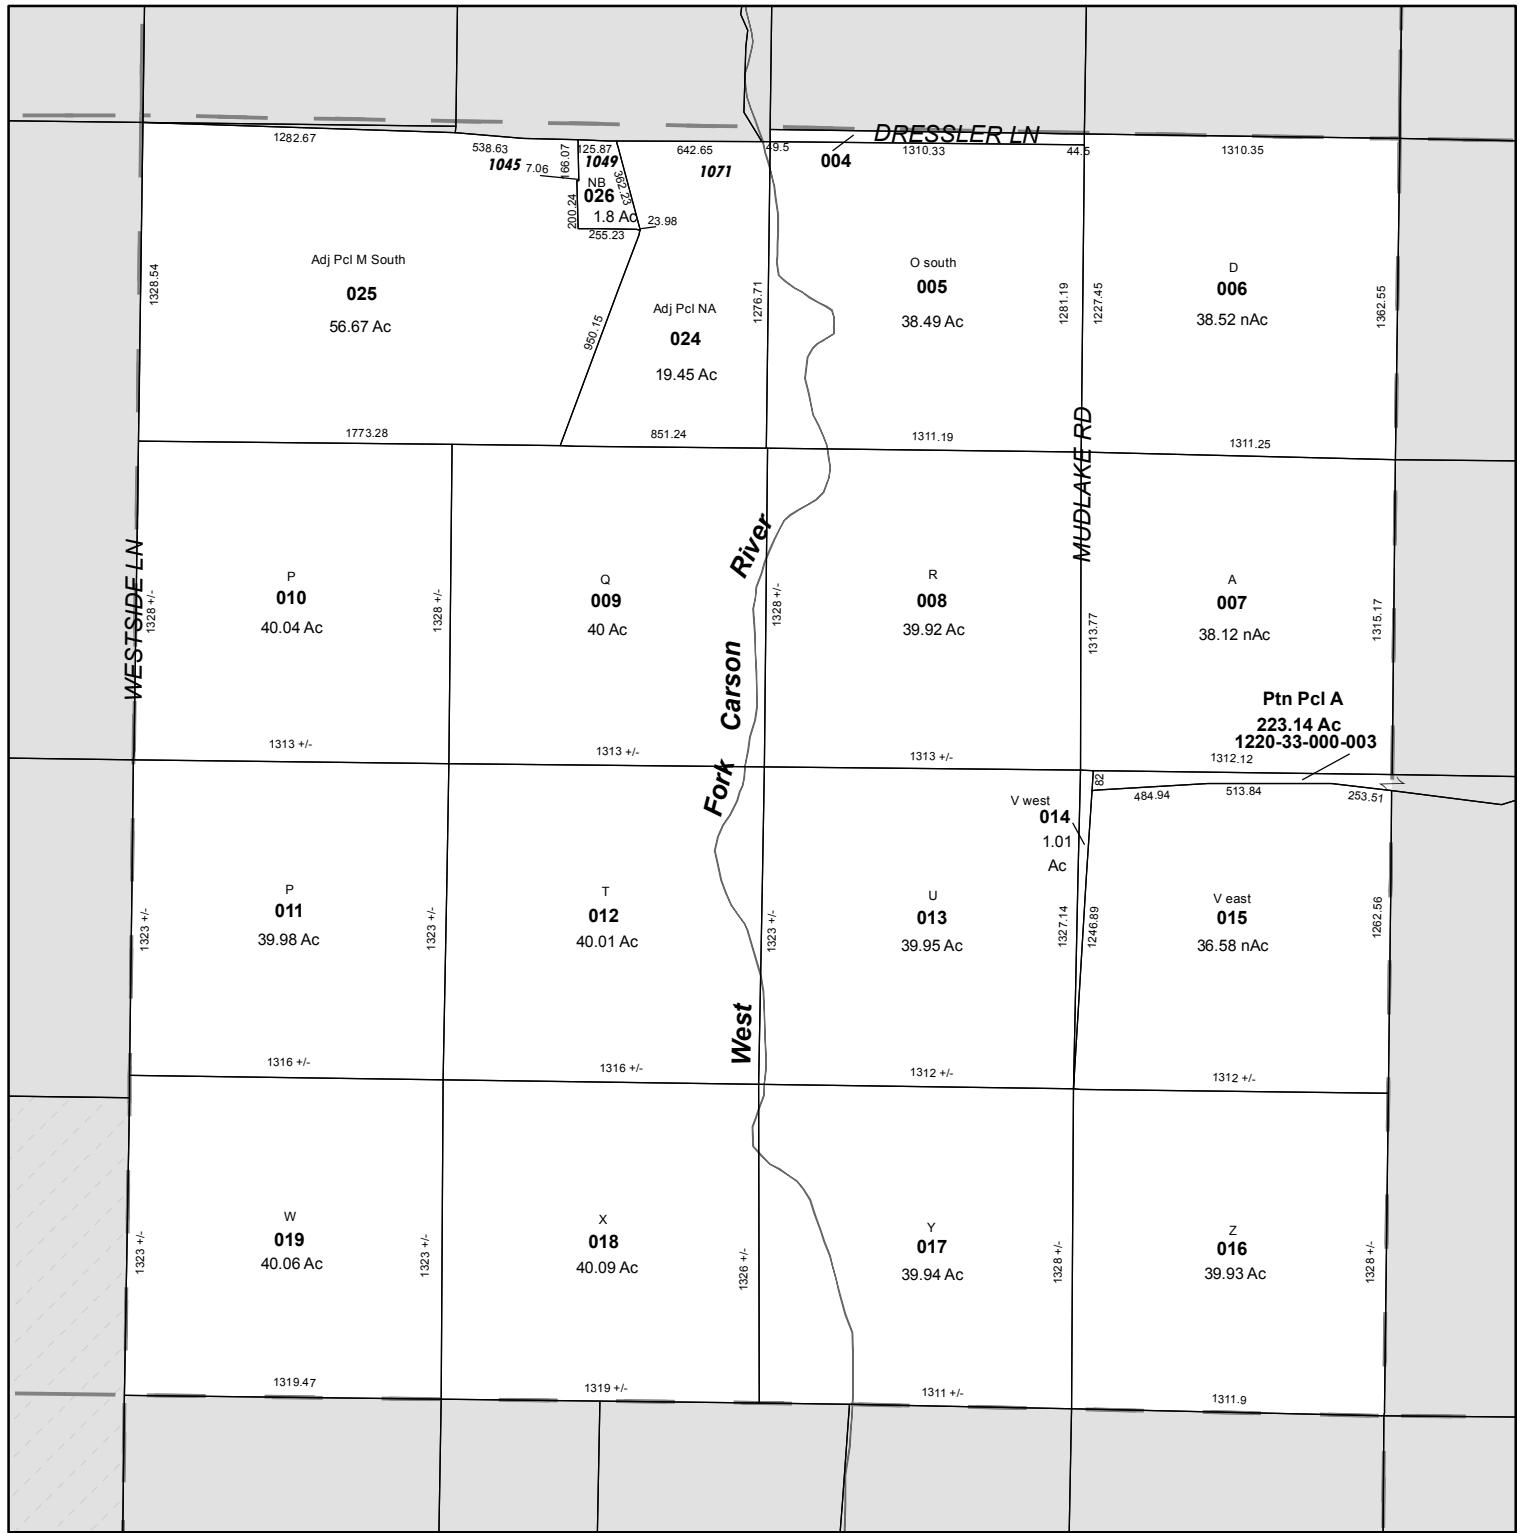 DRESSLER LN
1282.67
538.63
1045
7.06
166.07
125.87
1049
NB
026
1.8 Ac
362.23
200.24
255.23
23.98
642.65
1071
49.5
004
1310.33
44.5
1310.35
1328.54
Adj Pcl M South
025
56.67 Ac
950.15
Adj Pcl NA
024
19.45 Ac
1276.71
O south
005
38.49 Ac
1281.19
1227.45
D
006
38.52 nAc
1362.55
1773.28
851.24
1311.19
1311.25
MUDLAKE RD
WESTSIDE LN
1328 +/-
P
010
40.04 Ac
1328 +/-
Q
009
40 Ac
River
1328 +/-
R
008
39.92 Ac
1313.77
A
007
38.12 nAc
1315.17
Carson
Ptn Pcl A
223.14 Ac
1220-33-000-003
1313 +/-
1313 +/-
1313 +/-
1312.12
Fork
82
484.94
513.84
253.51
V west
014
1.01
Ac
1323 +/-
P
011
39.98 Ac
1323 +/-
T
012
40.01 Ac
1323 +/-
U
013
39.95 Ac
1327.14
1246.89
V east
015
36.58 nAc
1262.56
West
1316 +/-
1316 +/-
1312 +/-
1312 +/-
1323 +/-
W
019
40.06 Ac
1323 +/-
X
018
40.09 Ac
1326 +/-
Y
017
39.94 Ac
1328 +/-
Z
016
39.93 Ac
1328 +/-
1319.47
1319 +/-
1311 +/-
1311.9